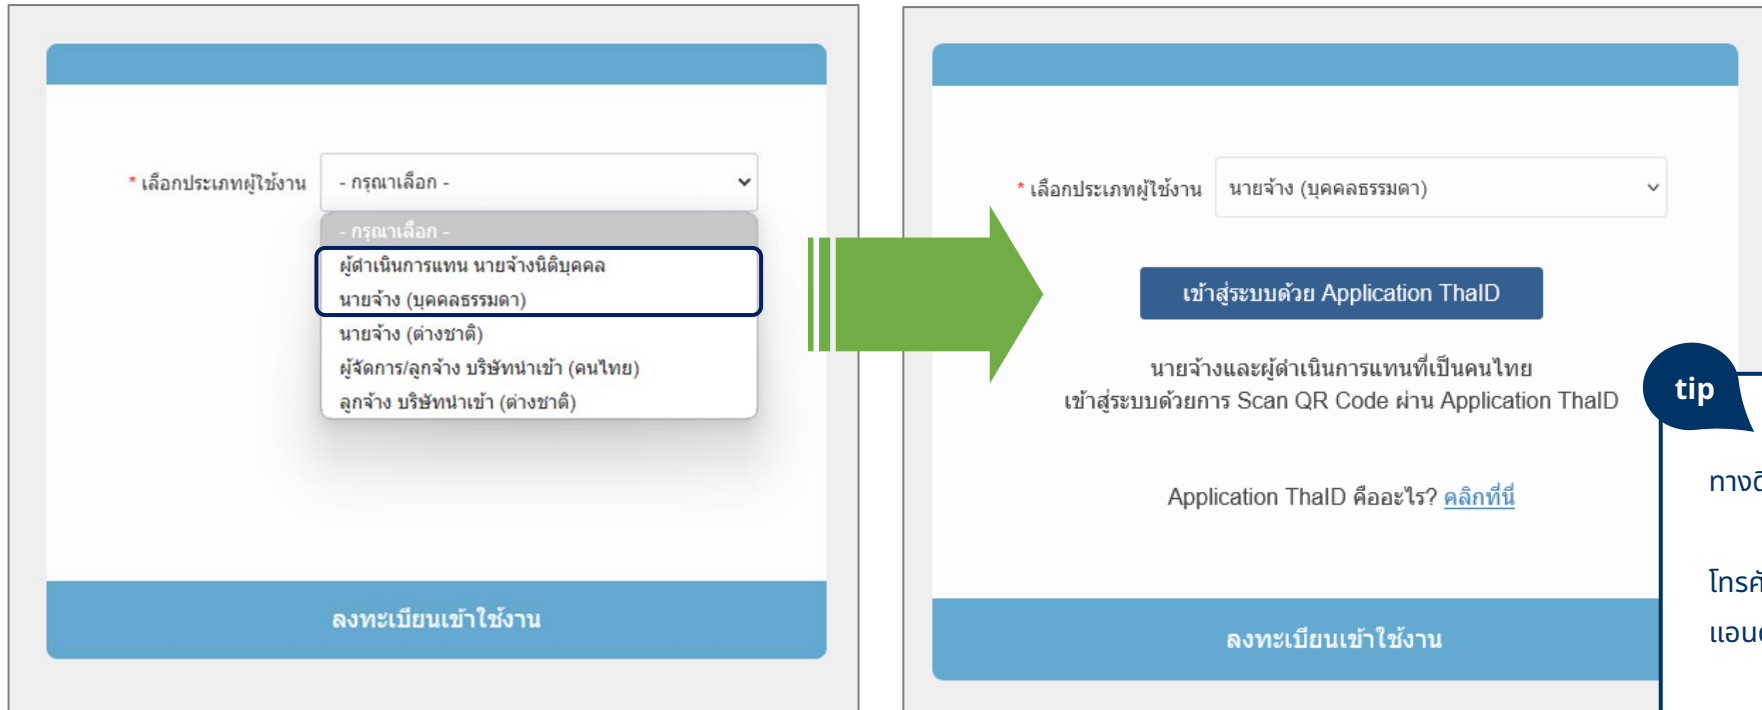 * เลือกประเภทผู้ใช้งาน - กรุณาเลือก -
- กรุณาเลือก -
ผู้ดำเนินการแทน นายจ้างนิติบุคคล
นายจ้าง (บุคคลธรรมดา)
นายจ้าง (ต่างชาติ)
ผู้จัดการ/ลูกจ้าง บริษัทนำเข้า (คนไทย)
ลูกจ้าง บริษัทนำเข้า (ต่างชาติ)
ลงทะเบียนเข้าใช้งาน
* เลือกประเภทผู้ใช้งาน นายจ้าง (บุคคลธรรมดา)
เข้าสู่ระบบด้วย Application ThaID
นายจ้างและผู้ดำเนินการแทนที่เป็นคนไทย
เข้าสู่ระบบด้วยการ Scan QR Code ผ่าน Application ThaID
Application ThaID คืออะไร? คลิกที่นี่
ลงทะเบียนเข้าใช้งาน
tip